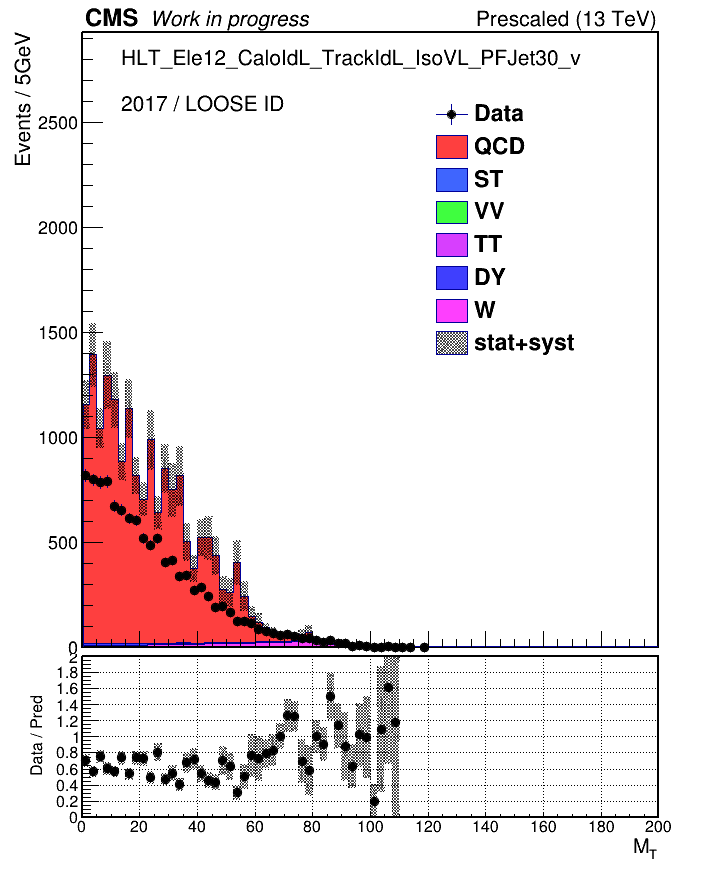 CMS Work in progress Prescaled (13 TeV)
Events / 5GeV
HLT_Ele12_CaloIdL_TrackIdL_IsoVL_PFJet30_v
2017 / LOOSE ID
Data
QCD
ST
VV
TT
DY
W
stat+syst
2500
2000
1500
1000
500
0
Data / Pred
2
1.8
1.6
1.4
1.2
1
0.8
0.6
0.4
0.2
0
0 20 40 60 80 100 120 140 160 180 200
M_T